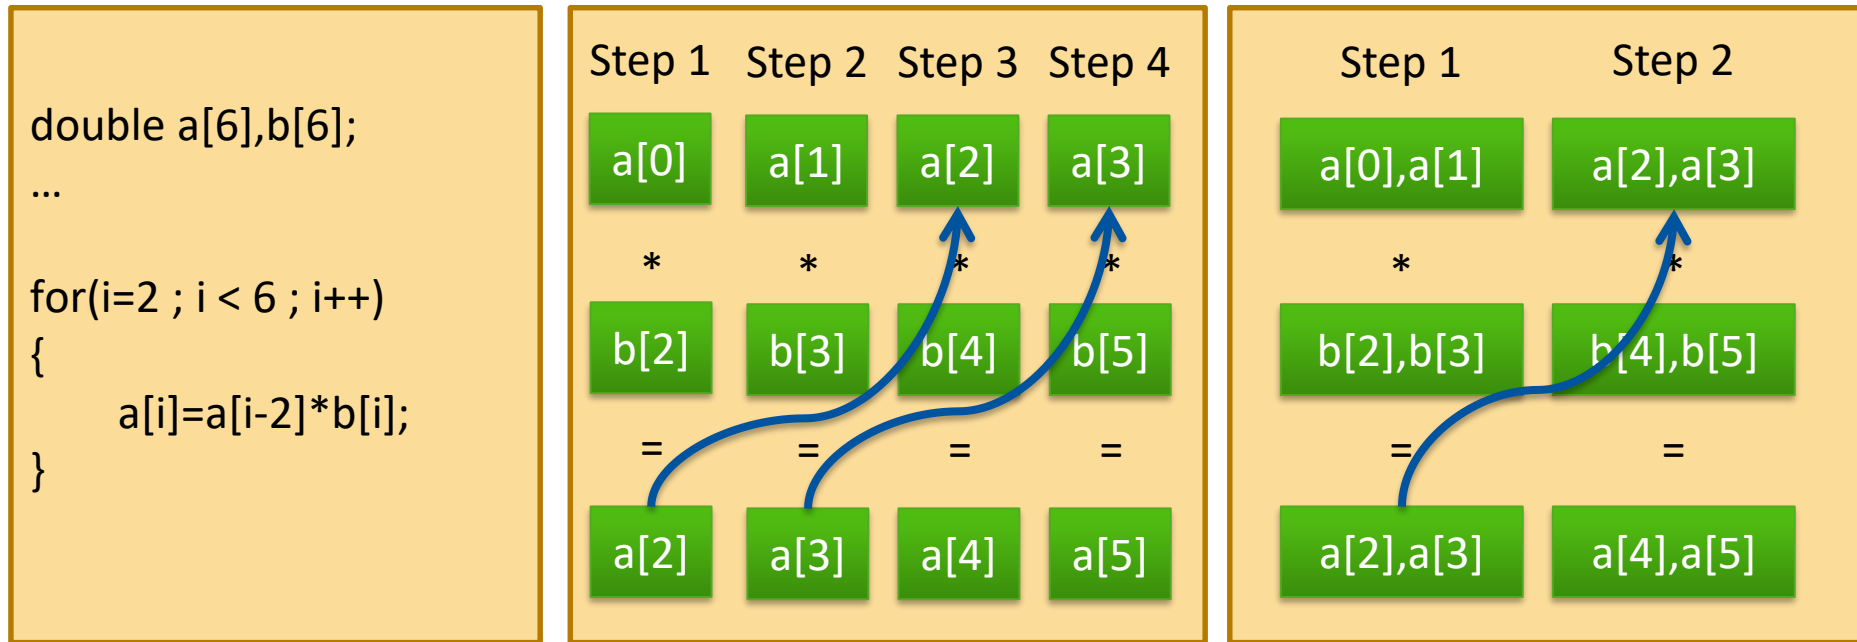 double a[6],b[6];
…
for(i=2 ; i < 6 ; i++)
{
a[i]=a[i-2]*b[i];
}
Step 1 Step 2 Step 3 Step 4
a[0] a[1] a[2] a[3]
* * * *
b[2] b[3] b[4] b[5]
= = = =
a[2] a[3] a[4] a[5]
Step 1 Step 2
a[0],a[1] a[2],a[3]
* *
b[2],b[3] b[4],b[5]
= =
a[2],a[3] a[4],a[5]